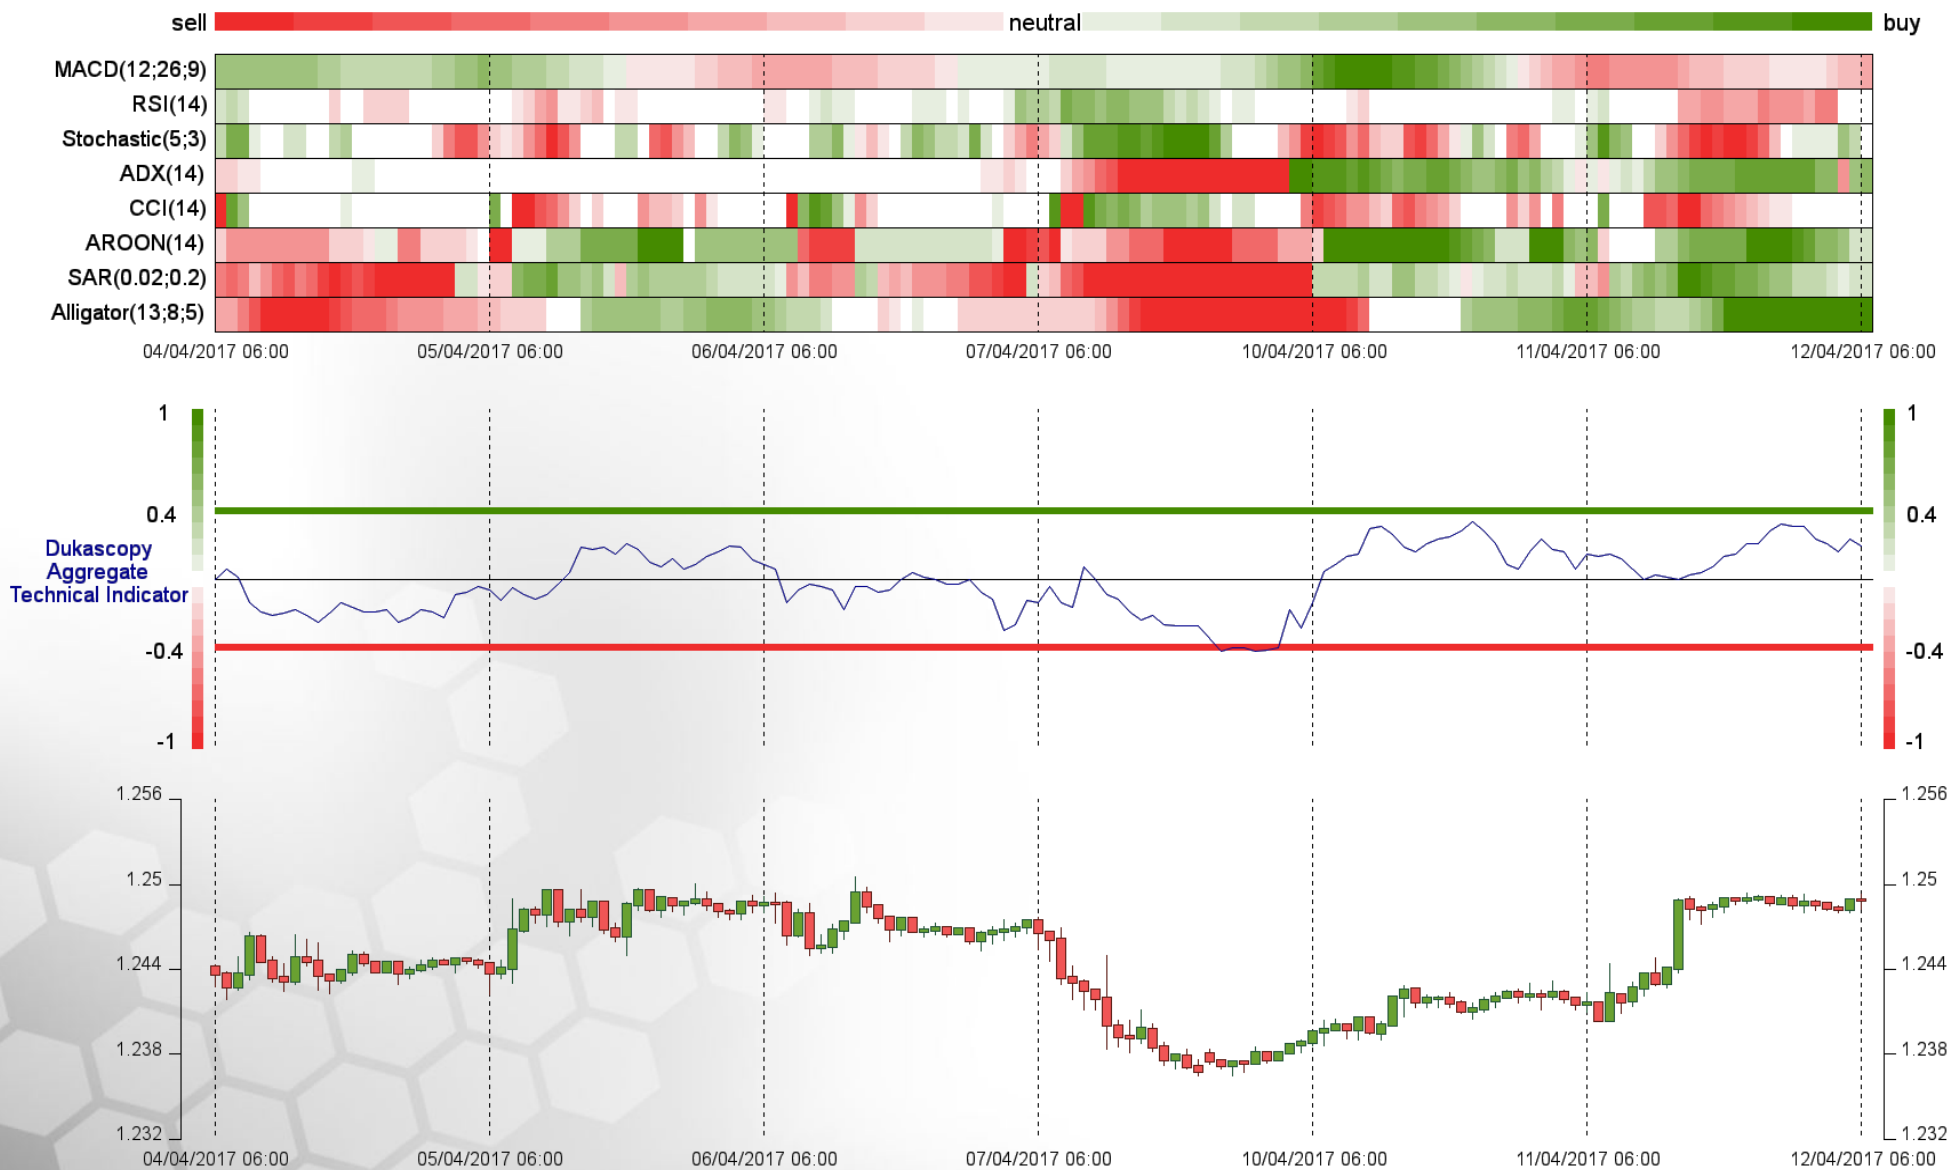 sell neutral buy
MACD(12;26;9)
RSI(14)
Stochastic(5;3)
ADX(14)
CCI(14)
AROON(14)
SAR(0.02;0.2)
Alligator(13;8;5)
04/04/2017 06:00 05/04/2017 06:00 06/04/2017 06:00 07/04/2017 06:00 10/04/2017 06:00 11/04/2017 06:00 12/04/2017 06:00
1 1
0.4 0.4
Dukascopy
Aggregate
Technical Indicator
-0.4 -0.4
-1 -1
1.256 1.256
1.25 1.25
1.244 1.244
1.238 1.238
1.232 1.232
04/04/2017 06:00 05/04/2017 06:00 06/04/2017 06:00 07/04/2017 06:00 10/04/2017 06:00 11/04/2017 06:00 12/04/2017 06:00